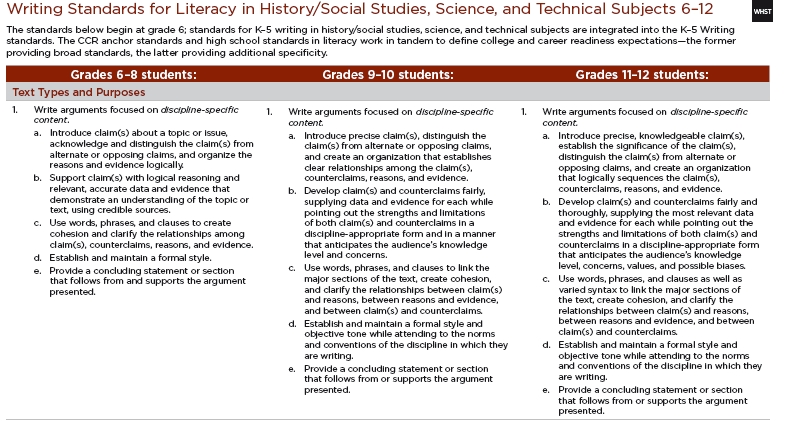 Writing Standards for Literacy in History/Social Studies, Science, and Technical Subjects 6–12
WHST
The standards below begin at grade 6; standards for K–5 writing in history/social studies, science, and technical subjects are integrated into the K–5 Writing
standards. The CCR anchor standards and high school standards in literacy work in tandem to define college and career readiness expectations—the former
providing broad standards, the latter providing additional specificity.
Grades 6–8 students:
Grades 9–10 students:
Grades 11–12 students:
Text Types and Purposes
1. Write arguments focused on discipline-specific
content.
a. Introduce claim(s) about a topic or issue,
acknowledge and distinguish the claim(s) from
alternate or opposing claims, and organize the
reasons and evidence logically.
b. Support claim(s) with logical reasoning and
relevant, accurate data and evidence that
demonstrate an understanding of the topic or
text, using credible sources.
c. Use words, phrases, and clauses to create
cohesion and clarify the relationships among
claim(s), counterclaims, reasons, and evidence.
d. Establish and maintain a formal style.
e. Provide a concluding statement or section
that follows from and supports the argument
presented.
1. Write arguments focused on discipline-specific
content.
a. Introduce precise claim(s), distinguish the
claim(s) from alternate or opposing claims,
and create an organization that establishes
clear relationships among the claim(s),
counterclaims, reasons, and evidence.
b. Develop claim(s) and counterclaims fairly,
supplying data and evidence for each while
pointing out the strengths and limitations
of both claim(s) and counterclaims in a
discipline-appropriate form and in a manner
that anticipates the audience's knowledge
level and concerns.
c. Use words, phrases, and clauses to link the
major sections of the text, create cohesion,
and clarify the relationships between claim(s)
and reasons, between reasons and evidence,
and between claim(s) and counterclaims.
d. Establish and maintain a formal style and
objective tone while attending to the norms
and conventions of the discipline in which they
are writing.
e. Provide a concluding statement or section
that follows from or supports the argument
presented.
1. Write arguments focused on discipline-specific
content.
a. Introduce precise, knowledgeable claim(s),
establish the significance of the claim(s),
distinguish the claim(s) from alternate or
opposing claims, and create an organization
that logically sequences the claim(s),
counterclaims, reasons, and evidence.
b. Develop claim(s) and counterclaims fairly and
thoroughly, supplying the most relevant data
and evidence for each while pointing out the
strengths and limitations of both claim(s) and
counterclaims in a discipline-appropriate form
that anticipates the audience's knowledge
level, concerns, values, and possible biases.
c. Use words, phrases, and clauses as well as
varied syntax to link the major sections of
the text, create cohesion, and clarify the
relationships between claim(s) and reasons,
between reasons and evidence, and between
claim(s) and counterclaims.
d. Establish and maintain a formal style and
objective tone while attending to the norms
and conventions of the discipline in which they
are writing.
e. Provide a concluding statement or section
that follows from or supports the argument
presented.